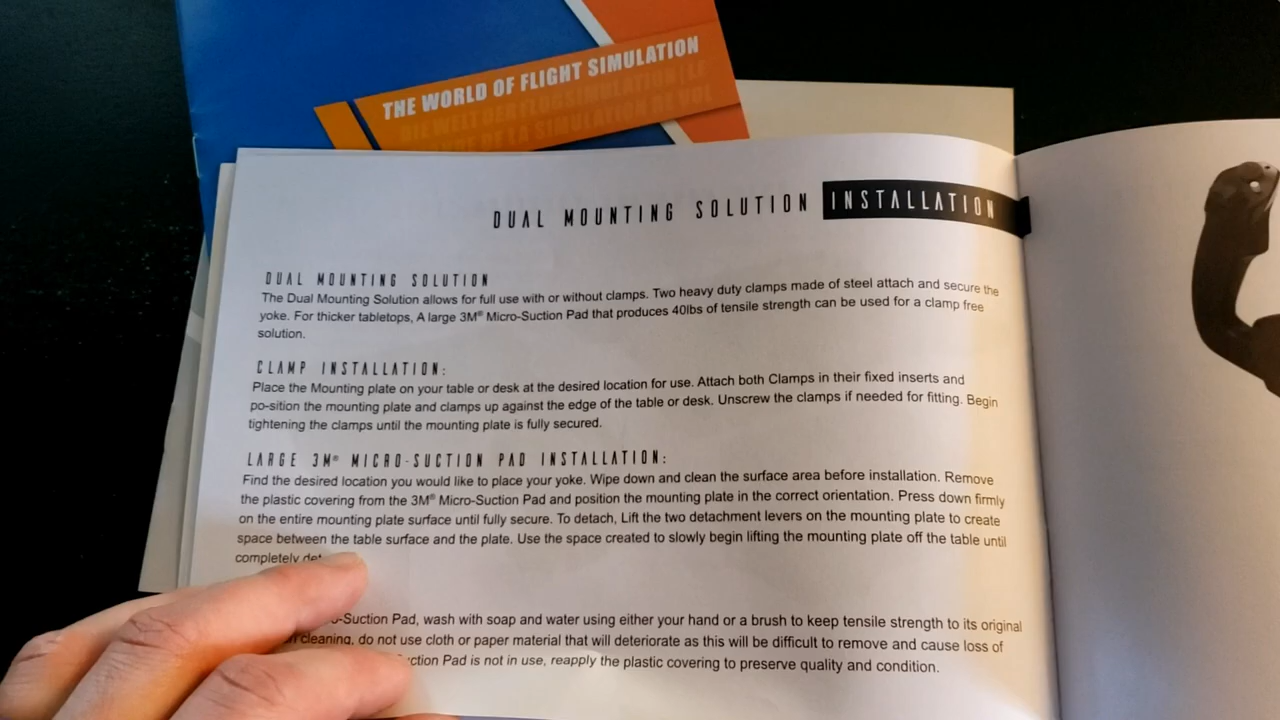 THE WORLD OF FLIGHT SIMULATION
DIE WELT DER FLUGSIMULATION | LE
DE LA SIMULATION DE VOL
DUAL MOUNTING SOLUTION INSTALLATION
DUAL MOUNTING SOLUTION
The Dual Mounting Solution allows for full use with or without clamps. Two heavy duty clamps made of steel attach and secure the
yoke. For thicker tabletops, A large 3M® Micro-Suction Pad that produces 40lbs of tensile strength can be used for a clamp free
solution.
CLAMP INSTALLATION:
Place the Mounting plate on your table or desk at the desired location for use. Attach both Clamps in their fixed inserts and
po-sition the mounting plate and clamps up against the edge of the table or desk. Unscrew the clamps if needed for fitting. Begin
tightening the clamps until the mounting plate is fully secured.
LARGE 3M® MICRO-SUCTION PAD INSTALLATION:
Find the desired location you would like to place your yoke. Wipe down and clean the surface area before installation. Remove
the plastic covering from the 3M® Micro-Suction Pad and position the mounting plate in the correct orientation. Press down firmly
on the entire mounting plate surface until fully secure. To detach, Lift the two detachment levers on the mounting plate to create
space between the table surface and the plate. Use the space created to slowly begin lifting the mounting plate off the table until
completely
-Suction Pad, wash with soap and water using either your hand or a brush to keep tensile strength to its original
cleaning, do not use cloth or paper material that will deteriorate as this will be difficult to remove and cause loss of
Pad is not in use, reapply the plastic covering to preserve quality and condition.